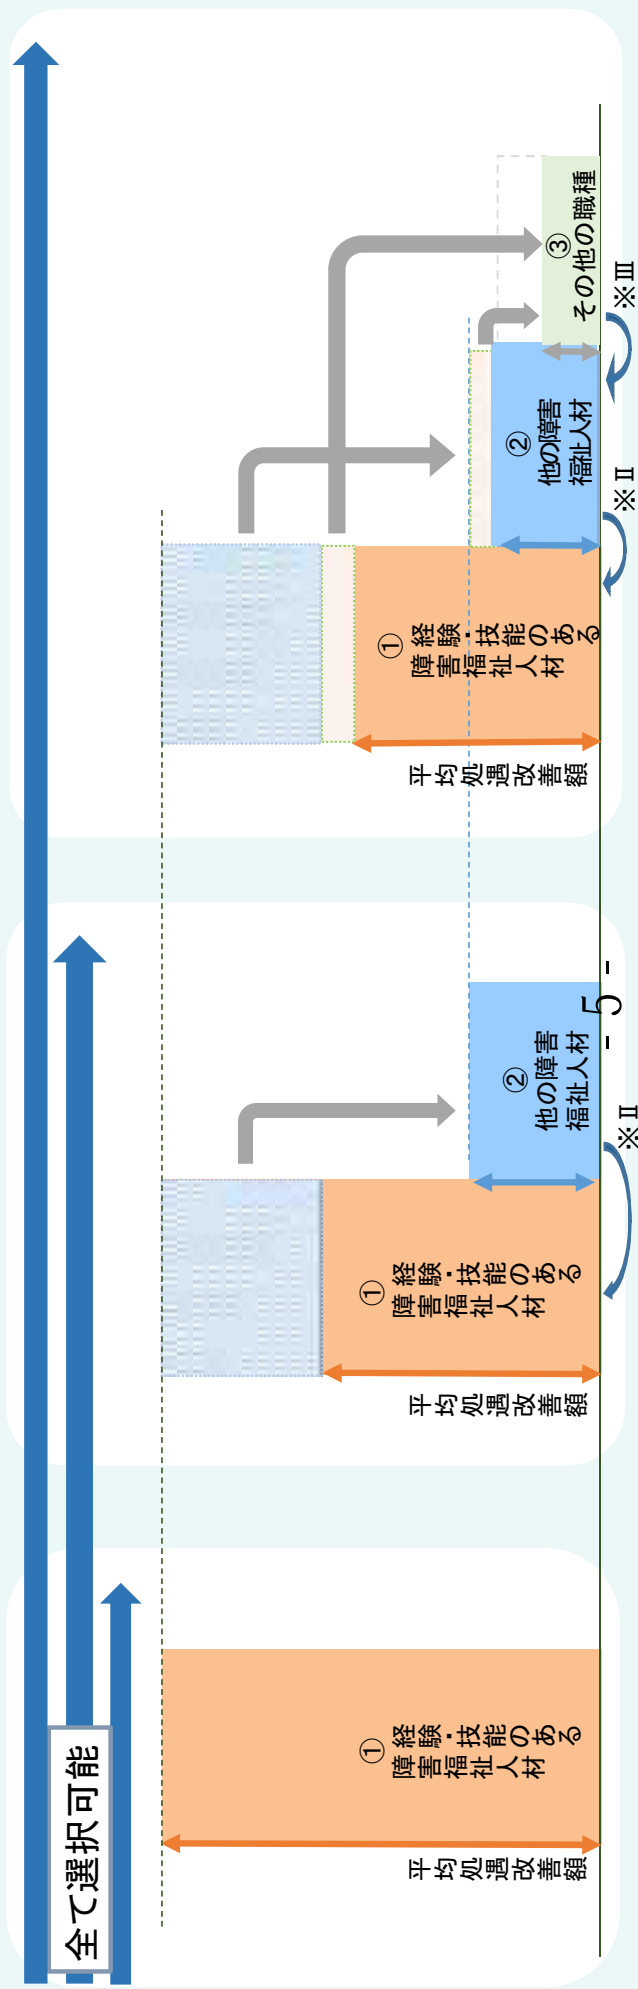 全て選択可能
平均処遇改善額
①
経験・技能のある
障害福祉人材
平均処遇改善額
①
経験・技能のある
障害福祉人材
②
他の障害
福祉人材
※Ⅱ
- 5 -
平均処遇改善額
①
経験・技能のある
障害福祉人材
②
他の障害
福祉人材
③
その他の職種
※Ⅱ
※Ⅲ